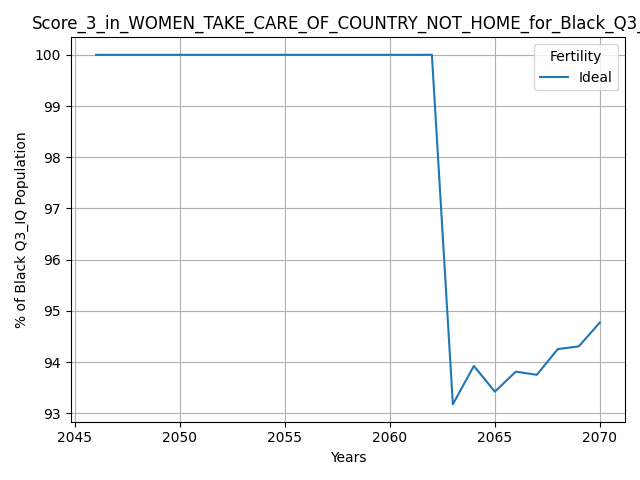 Score_3_in_WOMEN_TAKE_CARE_OF_COUNTRY_NOT_HOME_for_Black_Q3_
Fertility
Ideal
100
99
98
97
96
95
94
93
% of Black Q3_IQ Population
2045 2050 2055 2060 2065 2070
Years